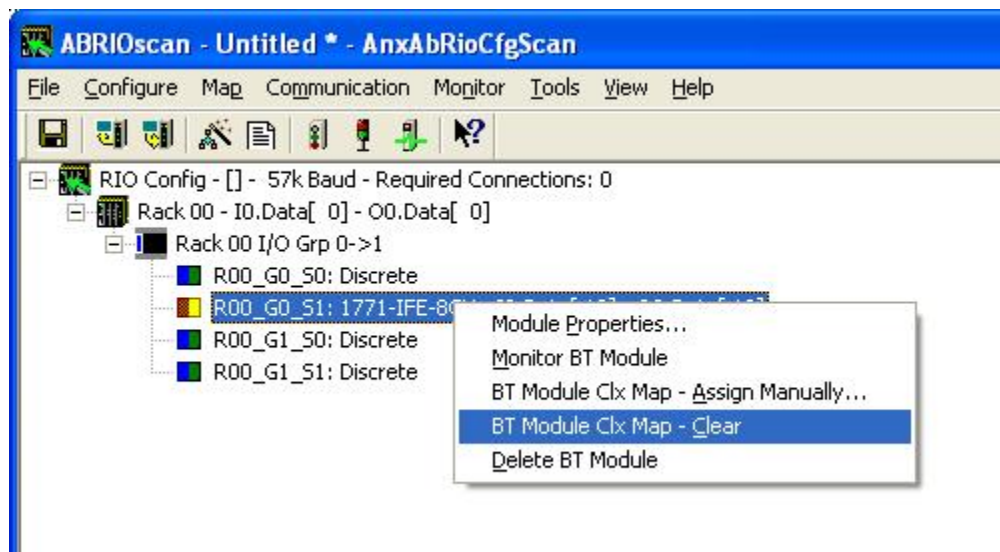 ABRIOscan - Untitled * - AnxAbRioCfgScan
File Configure Map Communication Monitor Tools View Help
RIO Config - [] - 57k Baud - Required Connections: 0
Rack 00 - I0.Data[ 0] - O0.Data[ 0]
Rack 00 I/O Grp 0->1
R00_G0_S0: Discrete
R00_G0_S1: 1771-IFE-8
R00_G1_S0: Discrete
R00_G1_S1: Discrete
Module Properties...
Monitor BT Module
BT Module Clx Map - Assign Manually...
BT Module Clx Map - Clear
Delete BT Module